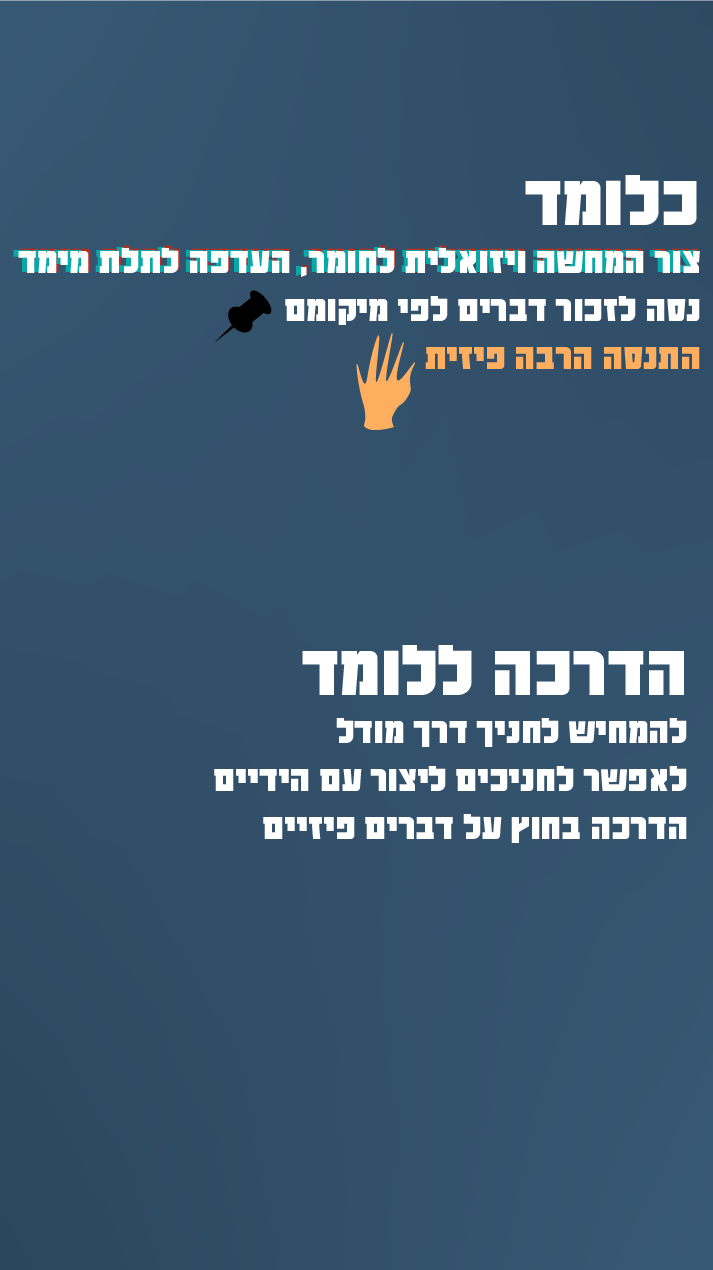 כלומד
צור המחשה ויזואלית לחומר, העדפה לתלת מימד
נסה לזכור דברים לפי מיקומם
התנסה הרבה פיזית
הדרכה ללומד
להמחיש לחניך דרך מודל
לאפשר לחניכים ליצור עם הידיים
הדרכה בחוץ על דברים פיזיים